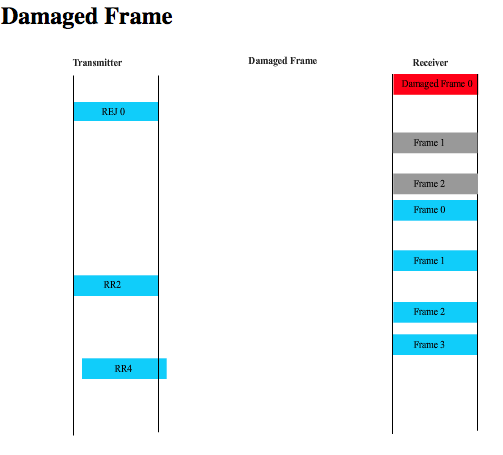 Damaged Frame
Transmitter
Damaged Frame
Receiver
Damaged Frame 0
REJ 0
Frame 1
Frame 2
Frame 0
Frame 1
RR2
Frame 2
Frame 3
RR4